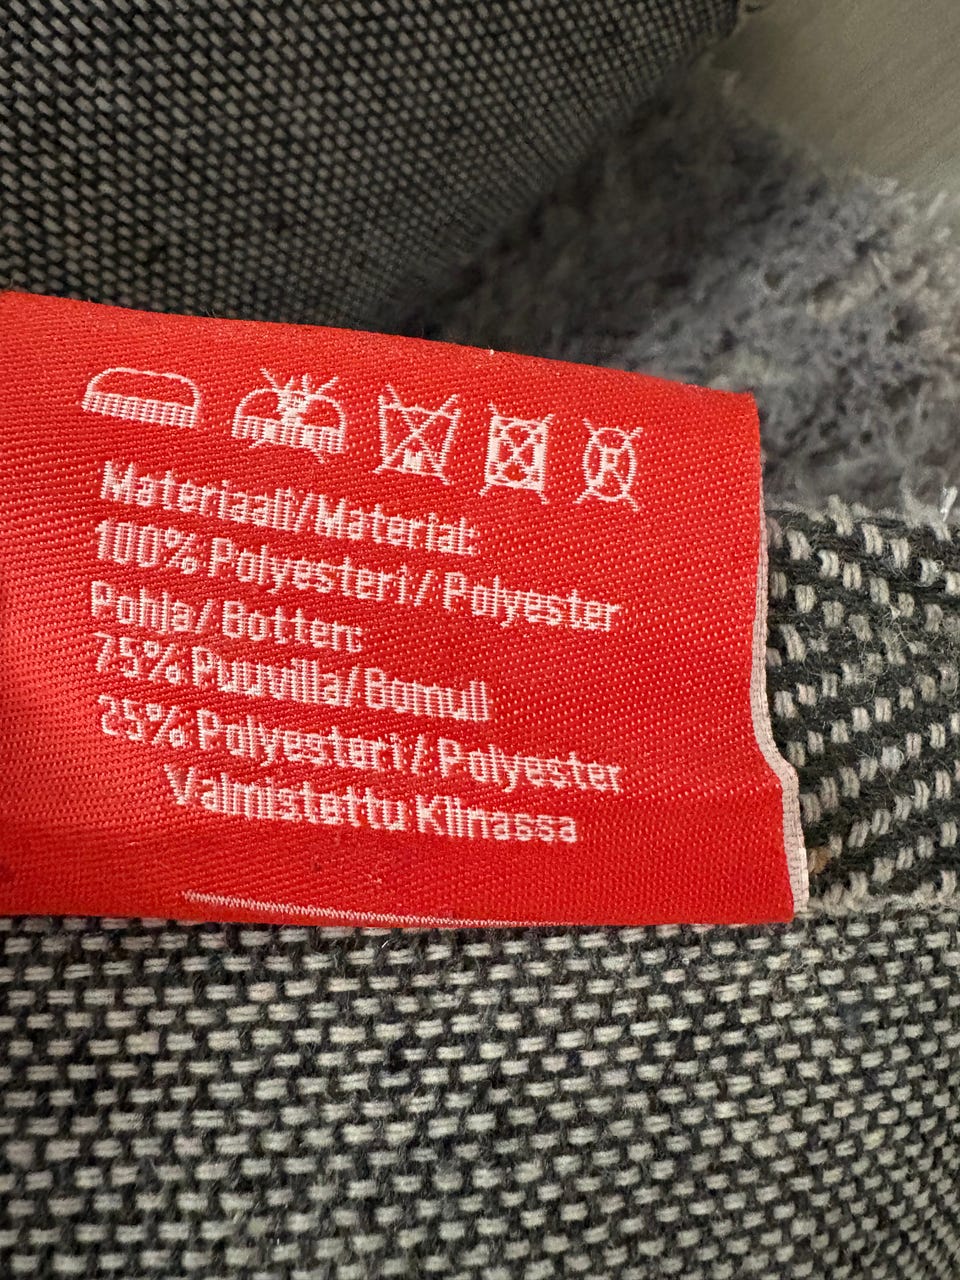 Materiaali/Material:
100% Polyesteri / Polyester
Pohja/ Botten:
75% Puuvilla/Bomull
25% Polyesteri / Polyester
Valmistettu Kiinassa